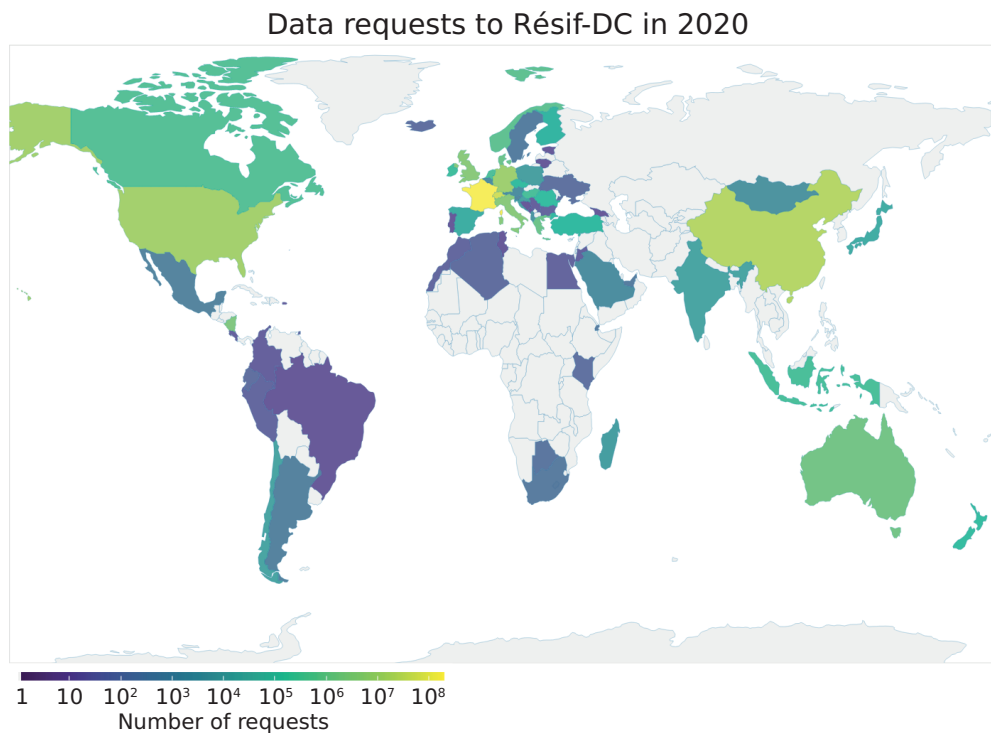 Data requests to Résif-DC in 2020
1 10 10² 10³ 10⁴ 10⁵ 10⁶ 10⁷ 10⁸
Number of requests